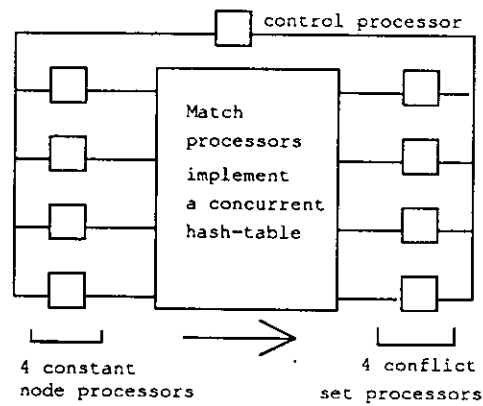 control processor
Match
processors
implement
a concurrent
hash-table
4 constant
node processors
4 conflict
set processors